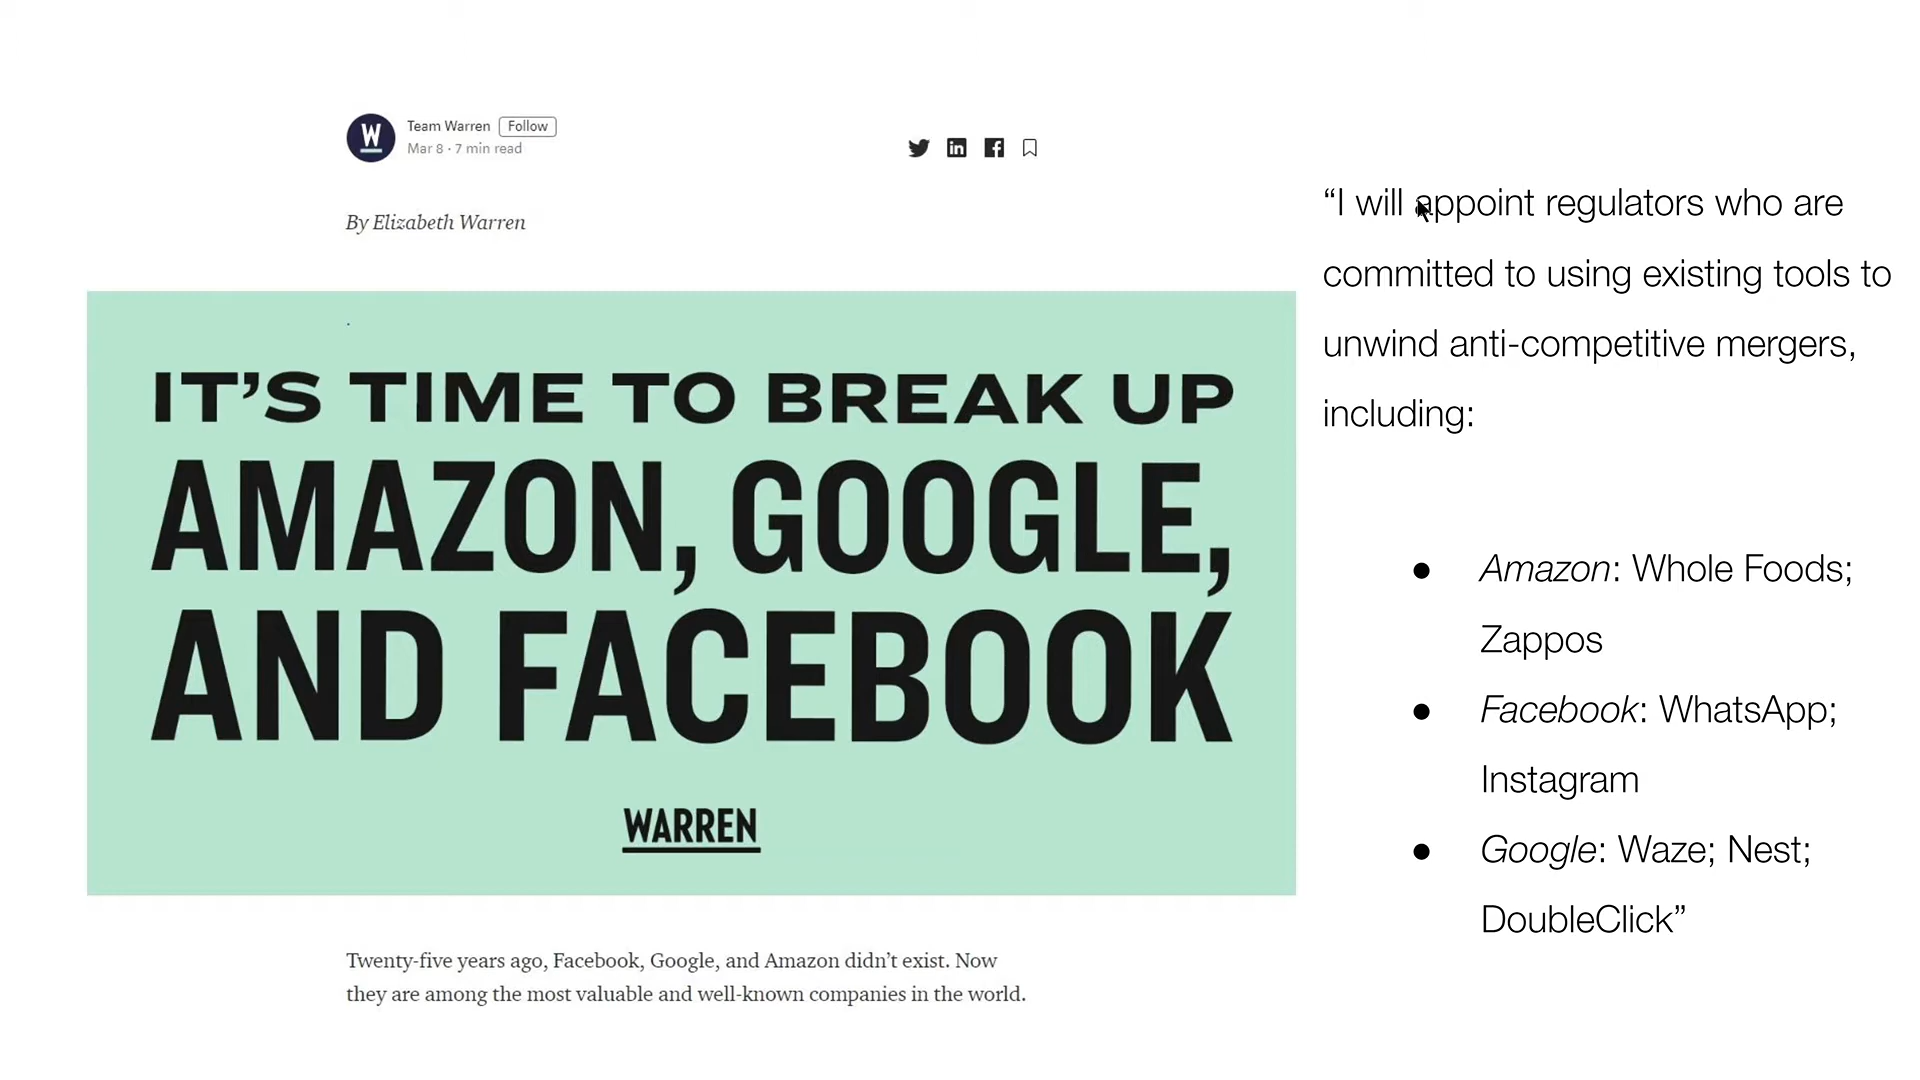 W
Team Warren Follow
Mar 8 · 7 min read
in
By Elizabeth Warren
IT’S TIME TO BREAK UP
AMAZON, GOOGLE,
AND FACEBOOK
WARREN
Twenty-five years ago, Facebook, Google, and Amazon didn’t exist. Now
they are among the most valuable and well-known companies in the world.
“I will appoint regulators who are
committed to using existing tools to
unwind anti-competitive mergers,
including:
● Amazon: Whole Foods;
Zappos
● Facebook: WhatsApp;
Instagram
● Google: Waze; Nest;
DoubleClick”